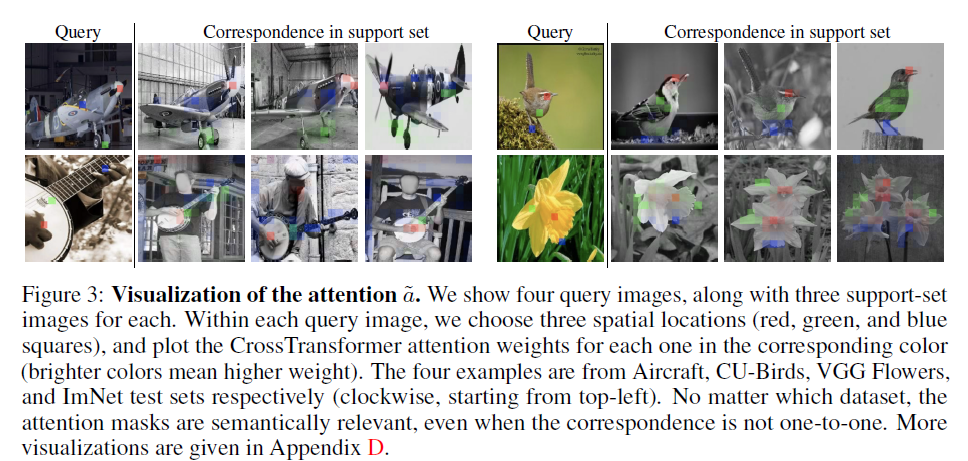 Query Correspondence in support set Query Correspondence in support set
Figure 3: Visualization of the attention ã. We show four query images, along with three support-set
images for each. Within each query image, we choose three spatial locations (red, green, and blue
squares), and plot the CrossTransformer attention weights for each one in the corresponding color
(brighter colors mean higher weight). The four examples are from Aircraft, CU-Birds, VGG Flowers,
and ImNet test sets respectively (clockwise, starting from top-left). No matter which dataset, the
attention masks are semantically relevant, even when the correspondence is not one-to-one. More
visualizations are given in Appendix D.